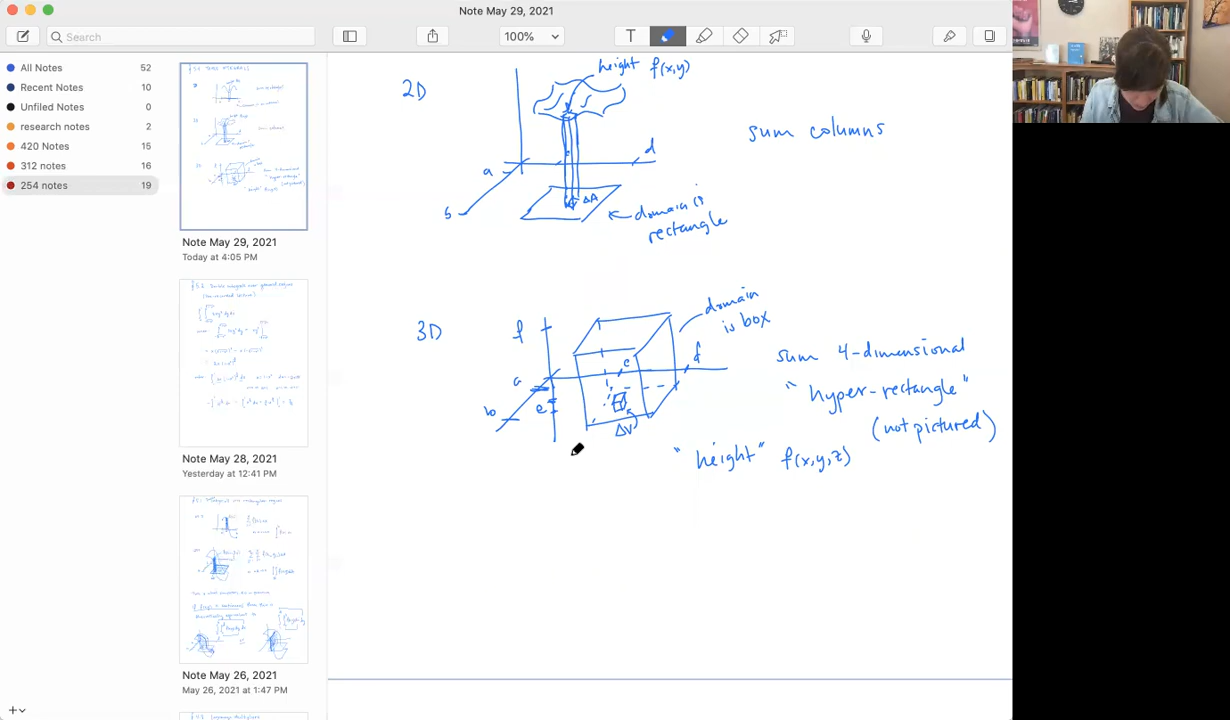 Note May 29, 2021
Search
100%
T
All Notes 52
Recent Notes 10
Unfiled Notes 0
research notes 2
420 Notes 15
312 notes 16
254 notes 19
Note May 29, 2021
Today at 4:05 PM
Note May 28, 2021
Yesterday at 12:41 PM
Note May 26, 2021
May 26, 2021 at 1:47 PM
2D
height f(x,y)
sum columns
a
d
b
ΔA
domain is
rectangle
3D
f
domain
is box
c
f
a
b
e
ΔV
sum 4-dimensional
"hyper-rectangle"
(not pictured)
"height" f(x,y,z)